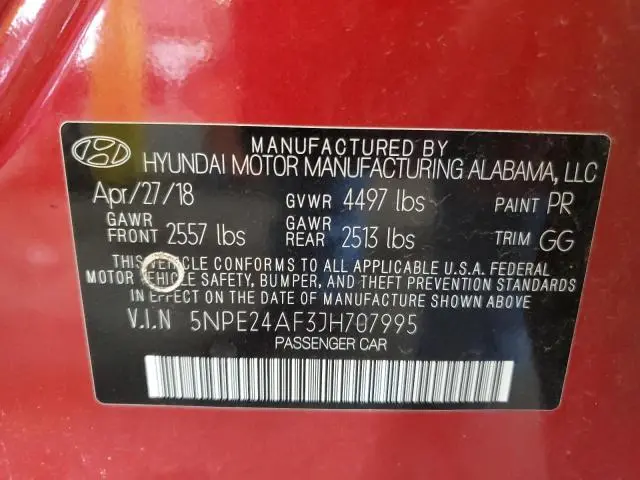 MANUFACTURED BY
HYUNDAI MOTOR MANUFACTURING ALABAMA, LLC
Apr/27/18 GVWR 4497 lbs PAINT PR
GAWR FRONT 2557 lbs GAWR REAR 2513 lbs TRIM GG
THIS VEHICLE CONFORMS TO ALL APPLICABLE U.S.A. FEDERAL
MOTOR VEHICLE SAFETY, BUMPER, AND THEFT PREVENTION STANDARDS
IN EFFECT ON THE DATE OF MANUFACTURE SHOWN ABOVE.
V.I.N 5NPE24AF3JH707995
PASSENGER CAR